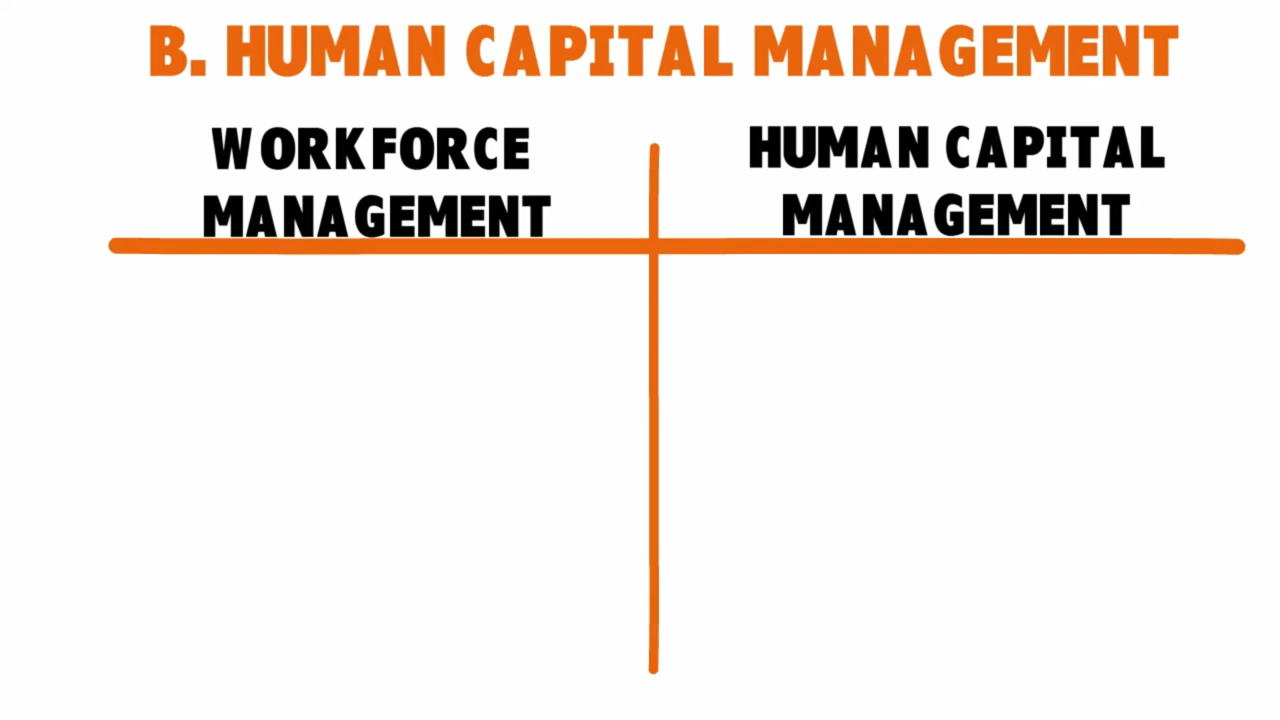 B. HUMAN CAPITAL MANAGEMENT
WORKFORCE
MANAGEMENT
HUMAN CAPITAL
MANAGEMENT